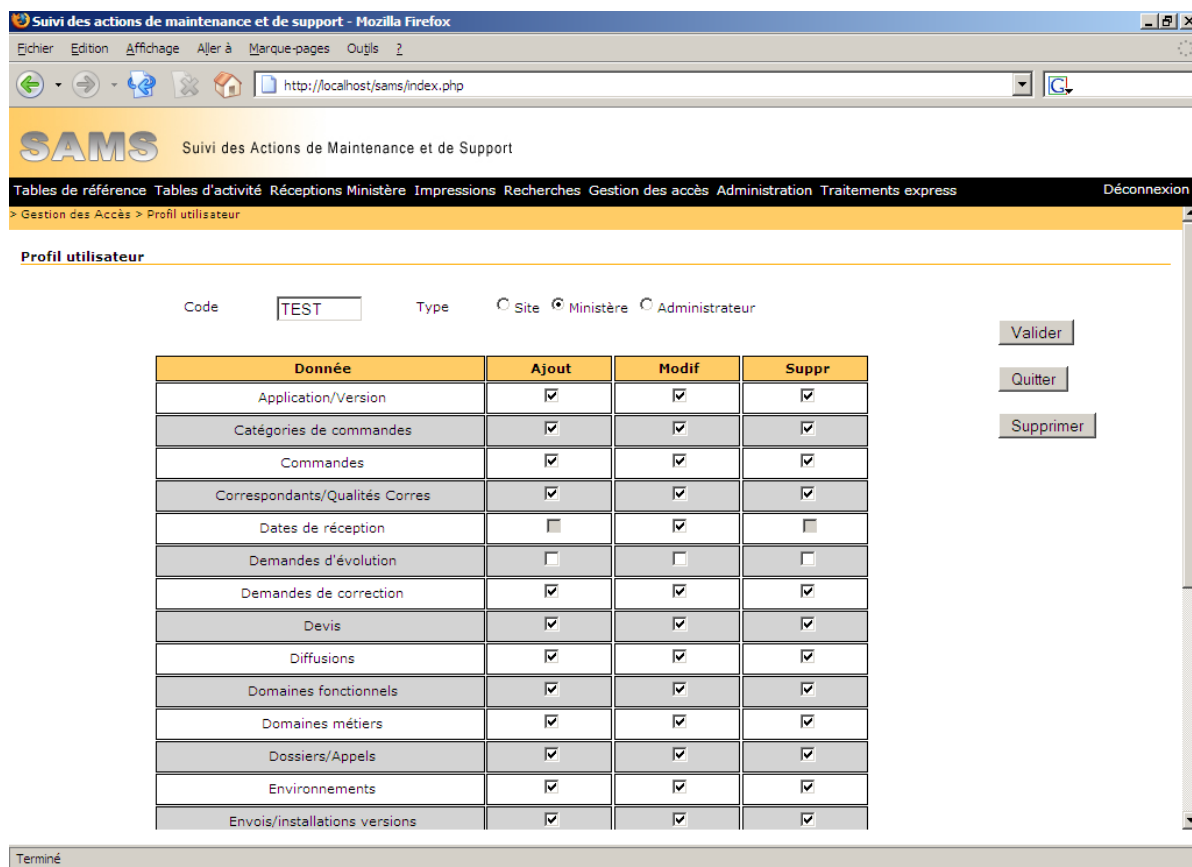 Suivi des actions de maintenance et de support - Mozilla Firefox
Fichier Edition Affichage Aller à Marque-pages Outils ?
http://localhost/sams/index.php
G
SAMS Suivi des Actions de Maintenance et de Support
Tables de référence Tables d'activité Réceptions Ministère Impressions Recherches Gestion des accès Administration Traitements express Déconnexion
> Gestion des Accès > Profil utilisateur
Profil utilisateur
Code TEST Type Site Ministère Administrateur
Valider
Quitter
Supprimer
Donnée Ajout Modif Suppr
Application/Version
Catégories de commandes
Commandes
Correspondants/Qualités Corres
Dates de réception
Demandes d'évolution
Demandes de correction
Devis
Diffusions
Domaines fonctionnels
Domaines métiers
Dossiers/Appels
Environnements
Envois/installations versions
Terminé